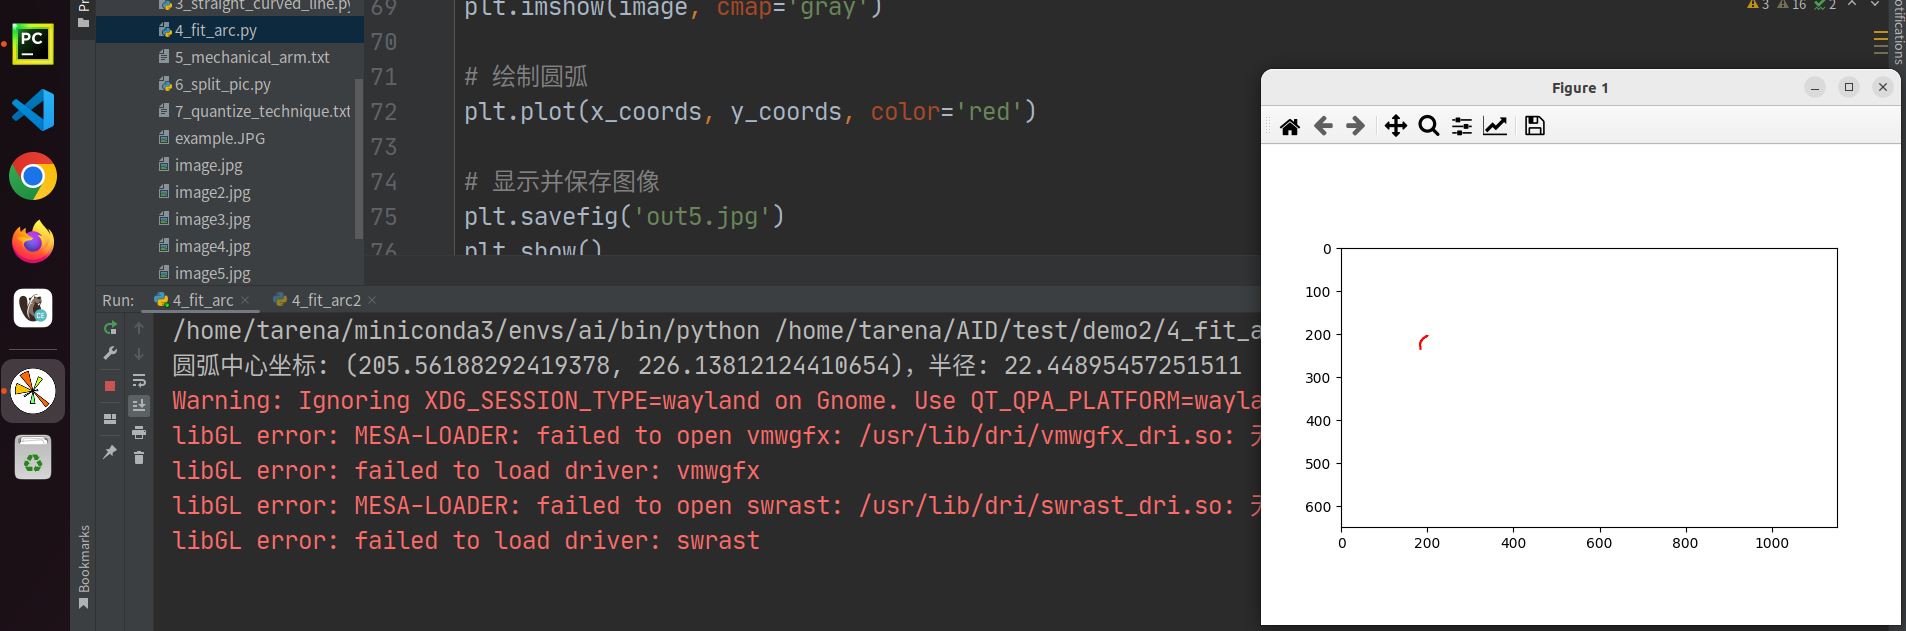 3_straight_curved_line.py
4_fit_arc.py
5_mechanical_arm.txt
6_split_pic.py
7_quantize_technique.txt
example.JPG
image.jpg
image2.jpg
image3.jpg
image4.jpg
image5.jpg
69 plt.imshow(image, cmap='gray')
70
71 # 绘制圆弧
72 plt.plot(x_coords, y_coords, color='red')
73
74 # 显示并保存图像
75 plt.savefig('out5.jpg')
76 plt.show()
3 16 2
otifications
Run: 4_fit_arc 4_fit_arc2
/home/tarena/miniconda3/envs/ai/bin/python /home/tarena/AID/test/demo2/4_fit_a
圆弧中心坐标: (205.56188292419378, 226.13812124410654), 半径: 22.44895457251511
Warning: Ignoring XDG_SESSION_TYPE=wayland on Gnome. Use QT_QPA_PLATFORM=wayla
libGL error: MESA-LOADER: failed to open vmwgfx: /usr/lib/dri/vmwgfx_dri.so: 无
libGL error: failed to load driver: vmwgfx
libGL error: MESA-LOADER: failed to open swrast: /usr/lib/dri/swrast_dri.so: 无
libGL error: failed to load driver: swrast
Bookmarks
PC
CE
Figure 1
0
100
200
300
400
500
600
0 200 400 600 800 1000